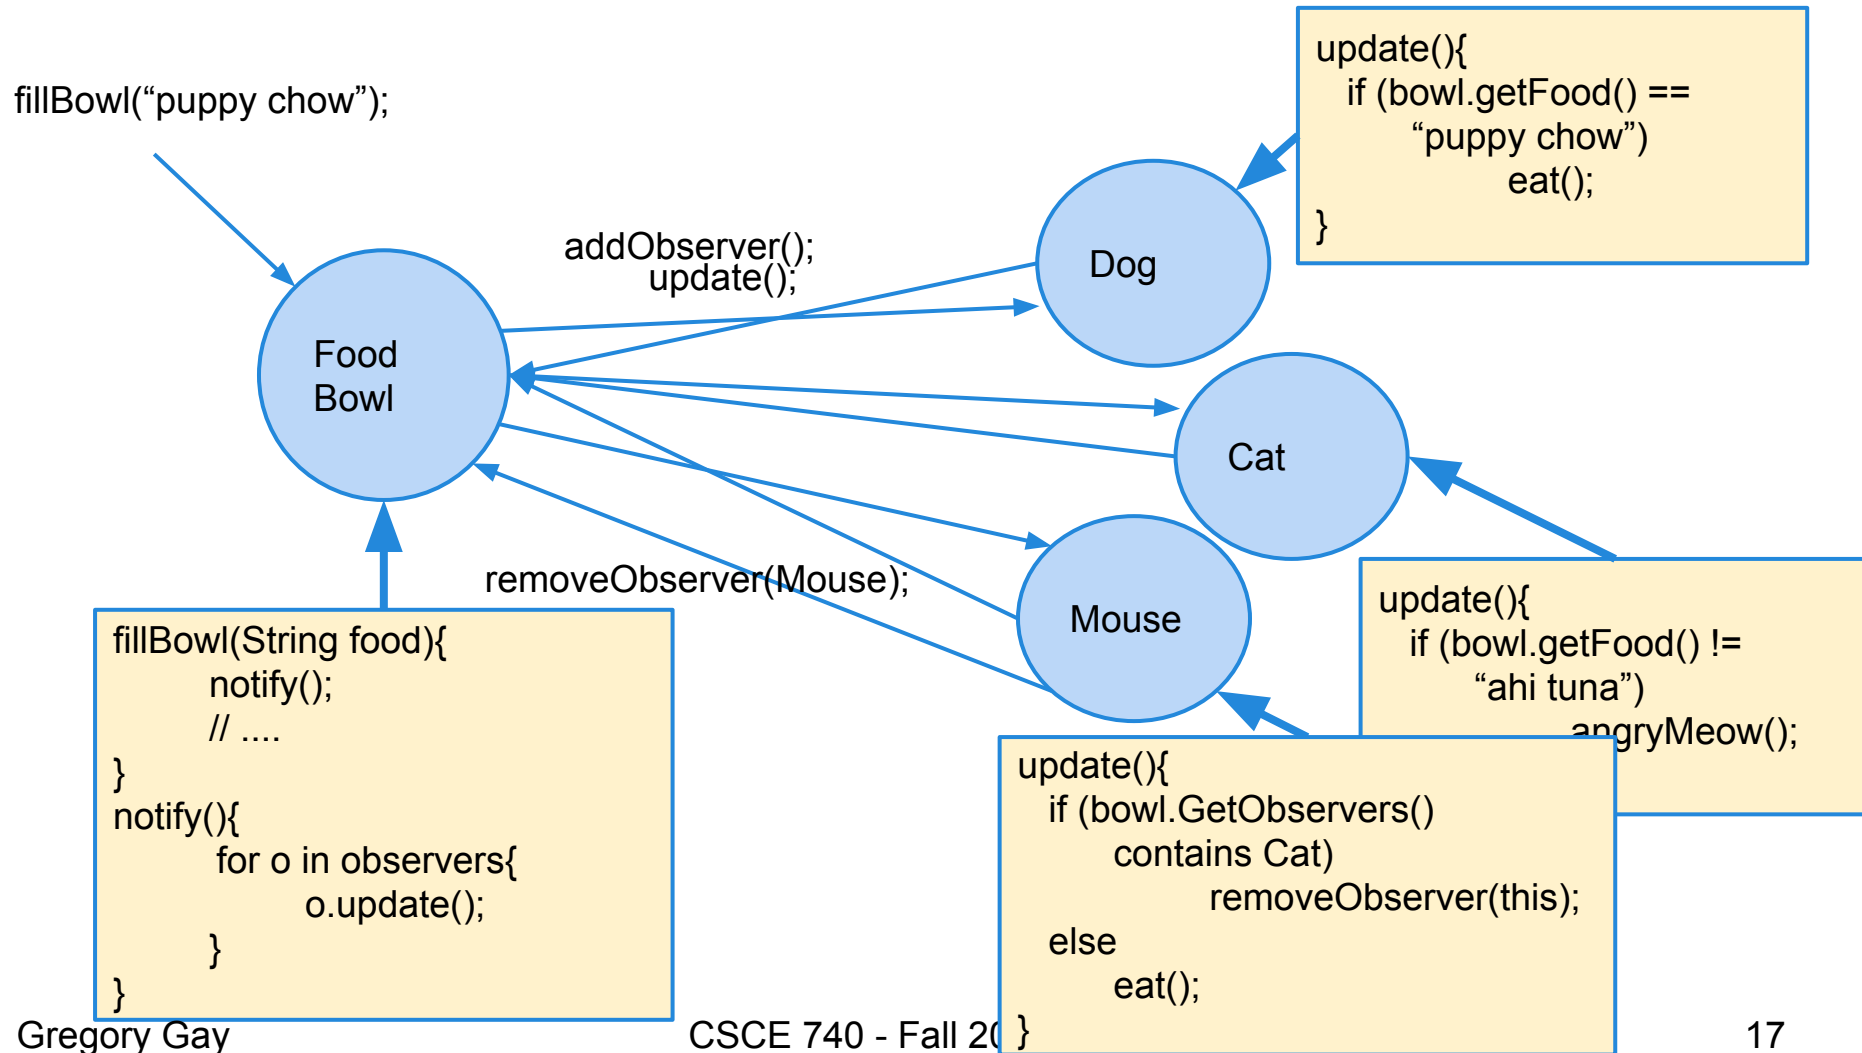 fillBowl(“puppy chow”);
addObserver();
update();
Food
Bowl
Dog
Cat
Mouse
removeObserver(Mouse);
update(){
if (bowl.getFood() ==
“puppy chow”)
eat();
}
update(){
if (bowl.getFood() !=
“ahi tuna”)
angryMeow();
fillBowl(String food){
notify();
// ....
}
notify(){
for o in observers{
o.update();
}
}
update(){
if (bowl.GetObservers()
contains Cat)
removeObserver(this);
else
eat();
}
Gregory Gay
CSCE 740 - Fall
17